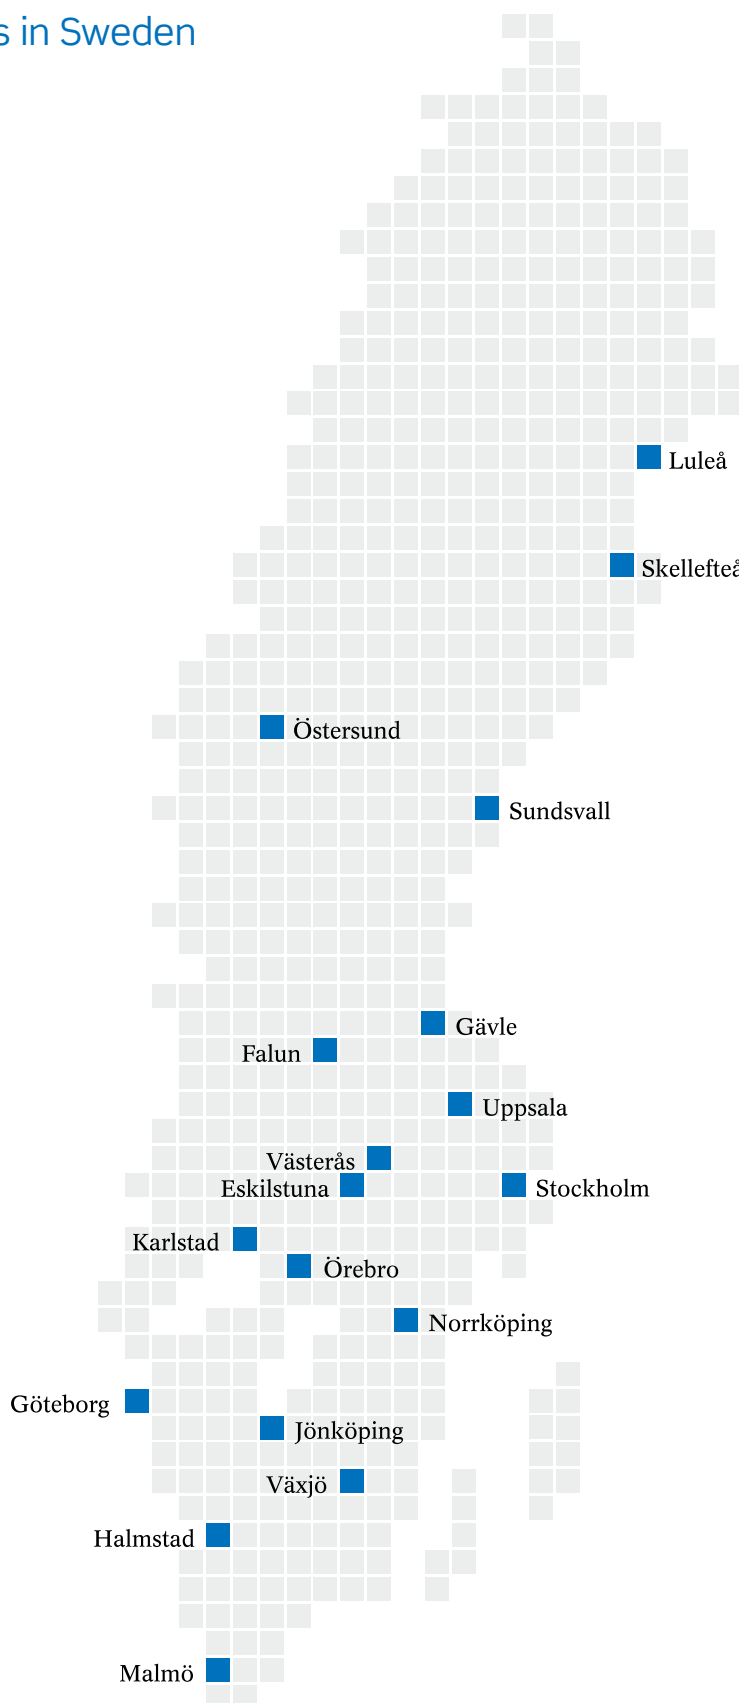 s in Sweden
Luleå
Skellefteå
Östersund
Sundsvall
Gävle
Falun
Uppsala
Västerås
Eskilstuna
Stockholm
Karlstad
Örebro
Norrköping
Göteborg
Jönköping
Växjö
Halmstad
Malmö